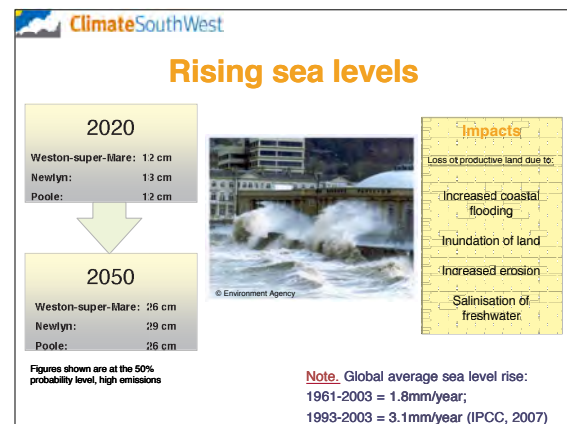 ClimateSouthWest
Rising sea levels
2020
Weston-super-Mare: 12 cm
Newlyn: 13 cm
Poole: 12 cm
2050
Weston-super-Mare: 26 cm
Newlyn: 29 cm
Poole: 26 cm
Figures shown are at the 50%
probability level, high emissions
© Environment Agency
Impacts
Loss of productive land due to:
Increased coastal
flooding
Inundation of land
Increased erosion
Salinisation of
freshwater
Note. Global average sea level rise:
1961-2003 = 1.8mm/year;
1993-2003 = 3.1mm/year (IPCC, 2007)